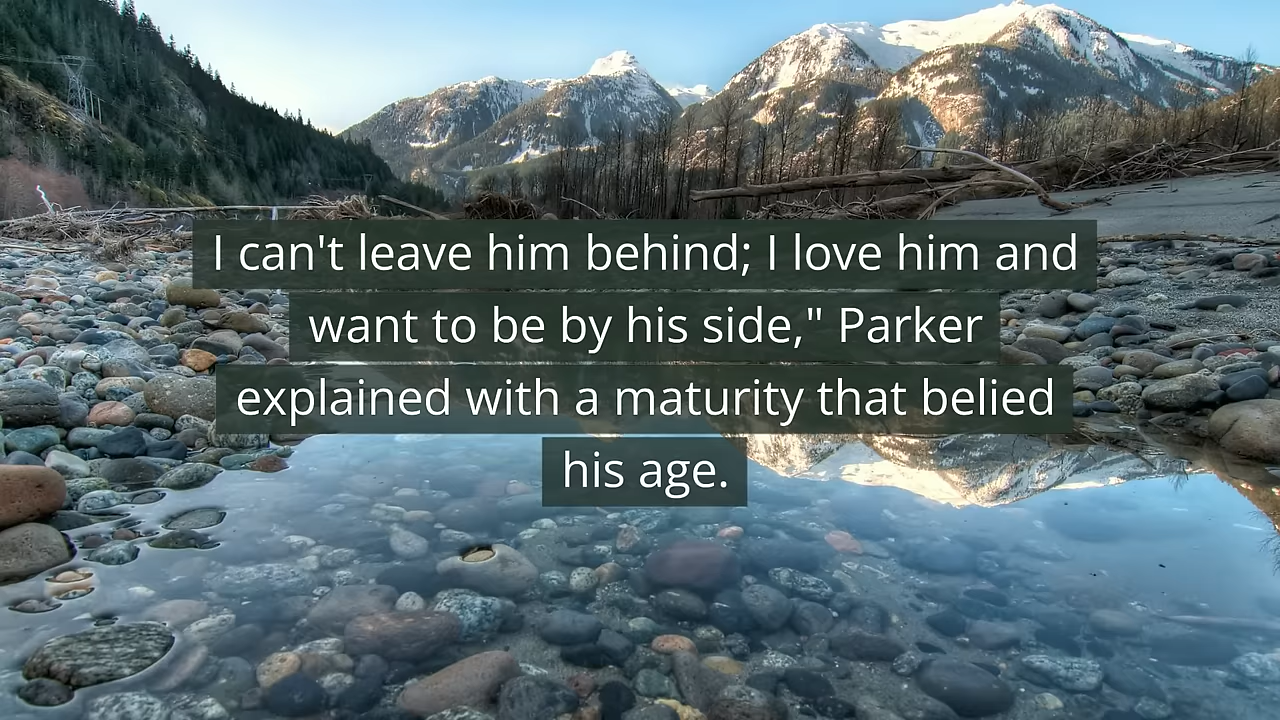 I can't leave him behind; I love him and
want to be by his side," Parker
explained with a maturity that belied
his age.